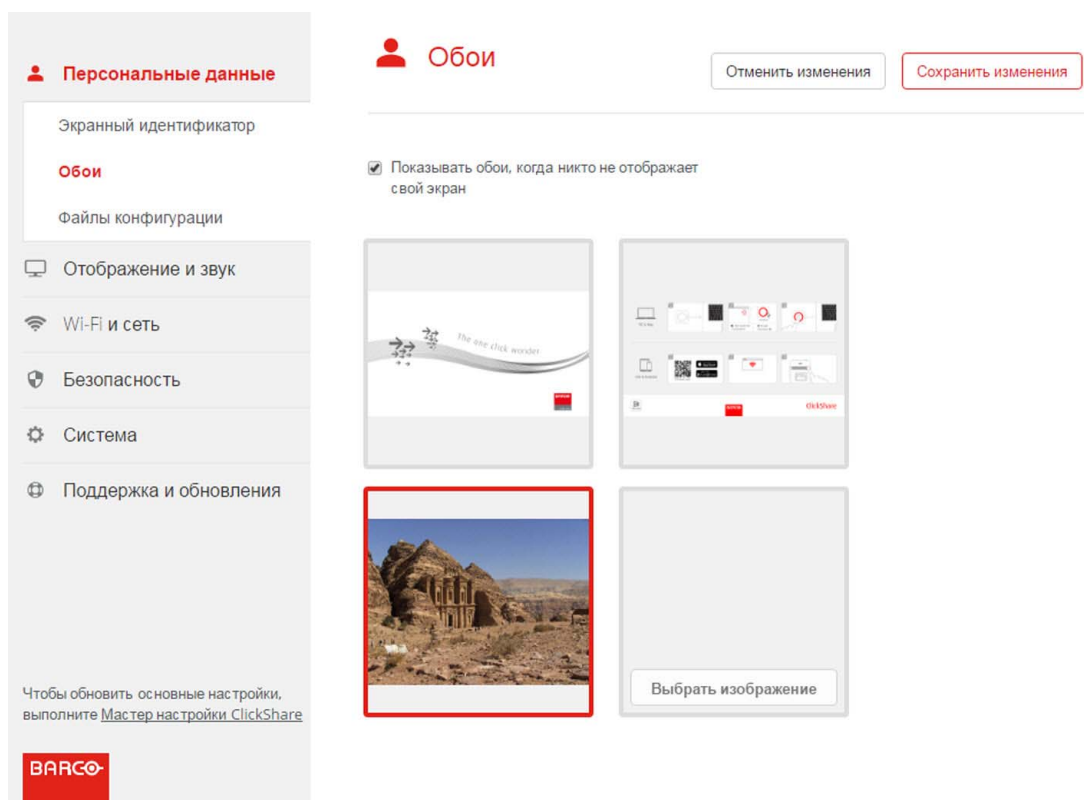 Персональные данные
Экранный идентификатор
Обои
Файлы конфигурации
Отображение и звук
Wi-Fi и сеть
Безопасность
Система
Поддержка и обновления
Чтобы обновить основные настройки,
выполните Мастер настройки ClickShare
BARCO
Обои
Отменить изменения
Сохранить изменения
Показывать обои, когда никто не отображает
свой экран
The one click wonder
ClickShare
Выбрать изображение